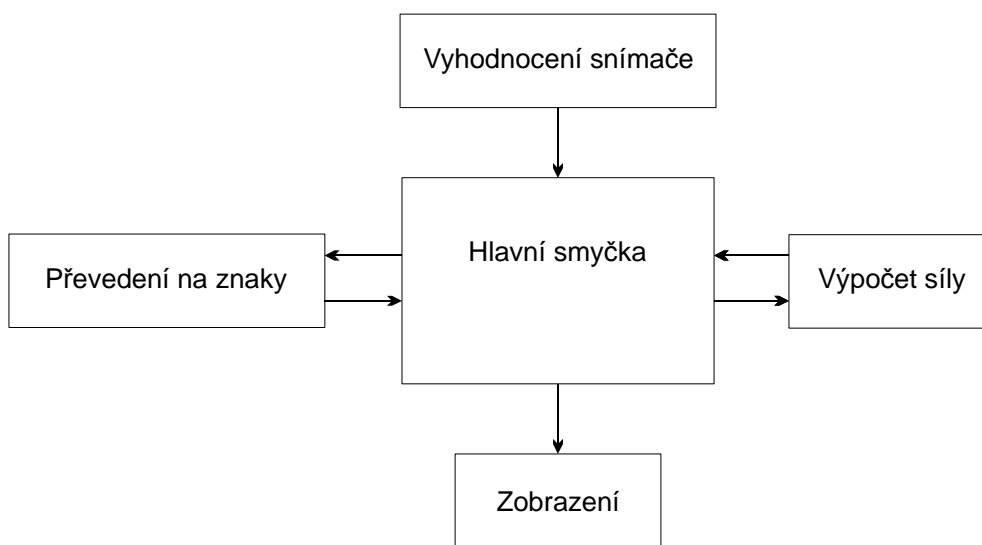 Vyhodnocení snímače
Hlavní smyčka
Převedení na znaky
Výpočet síly
Zobrazení